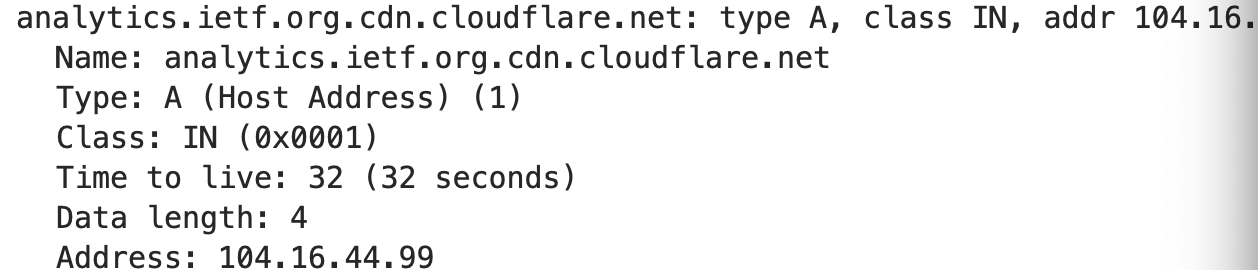 analytics.ietf.org.cdn.cloudflare.net: type A, class IN, addr 104.16.
Name: analytics.ietf.org.cdn.cloudflare.net
Type: A (Host Address) (1)
Class: IN (0x0001)
Time to live: 32 (32 seconds)
Data length: 4
Address: 104.16.44.99